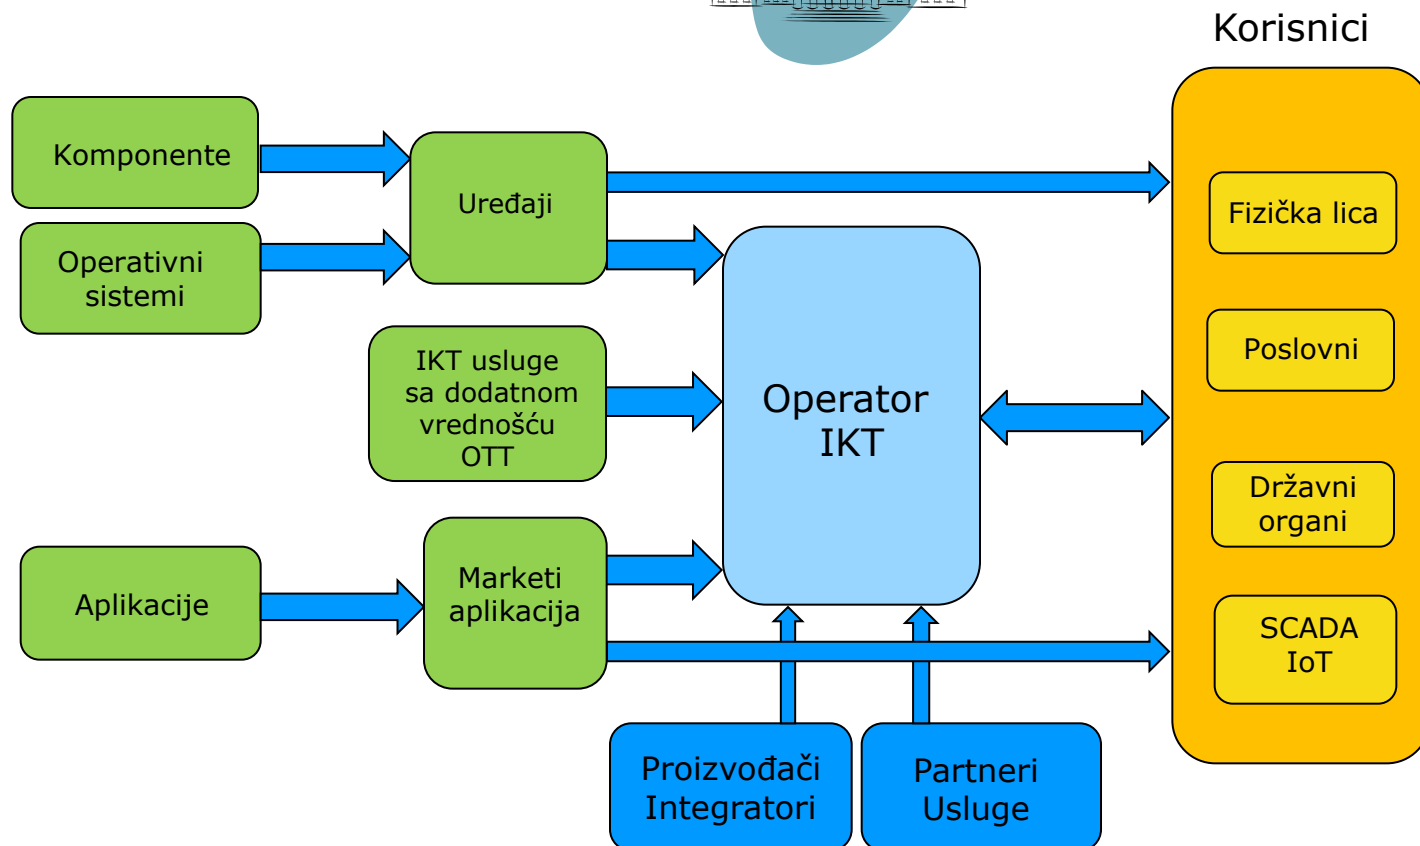 Korisnici
Komponente
Uređaji
Fizička lica
Operativni
sistemi
IKT usluge
sa dodatnom
vrednošću
OTT
Operator
IKT
Poslovni
Državni
organi
Aplikacije
Marketi
aplikacija
SCADA
IoT
Proizvođači
Integratori
Partneri
Usluge